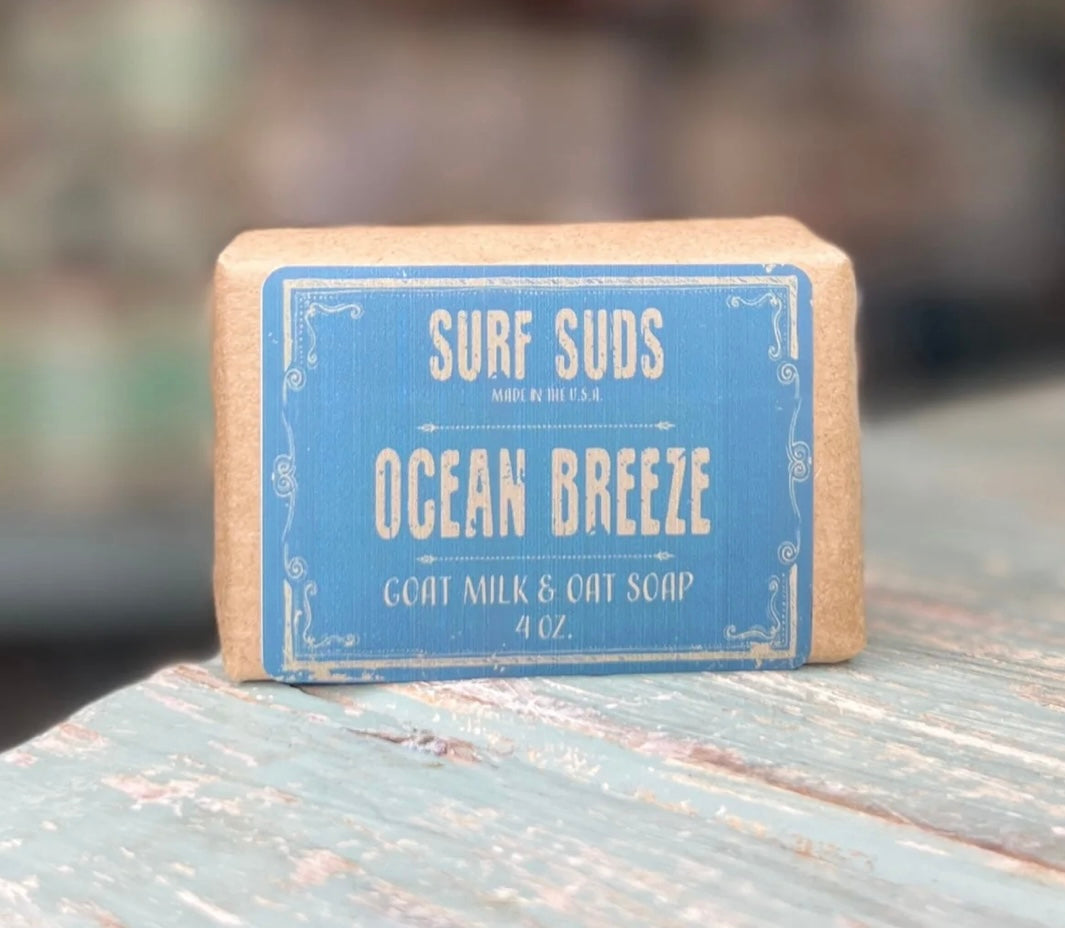 SURF SUDS
MADE IN THE U.S.A.
OCEAN BREEZE
GOAT MILK & OAT SOAP
4 OZ.